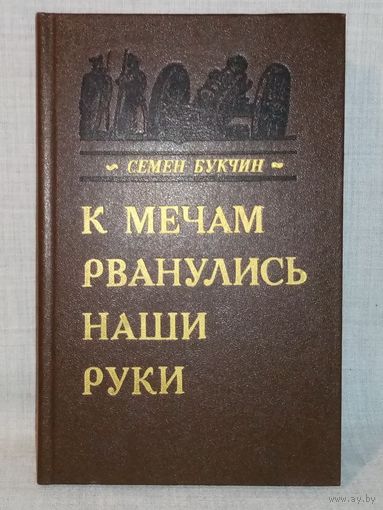 ~ СЕМЕН БУКЧИН ~
К МЕЧАМ
РВАНУЛИСЬ
НАШИ
РУКИ
www.ay.by